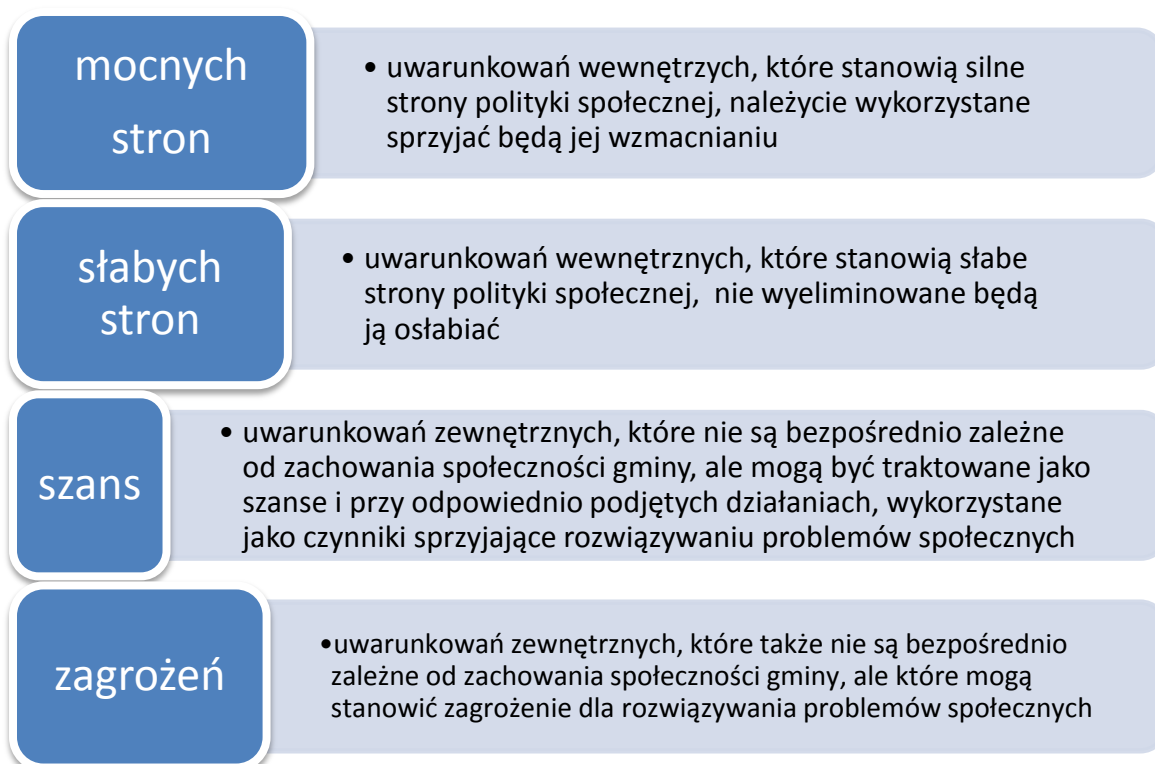 mocnych
stron
• uwarunkowań wewnętrzych, które stanowią silne
strony polityki społecznej, należycie wykorzystane
sprzyjać będą jej wzmacnianiu
słabych
stron
• uwarunkowań wewnętrznych, które stanowią słabe
strony polityki społecznej,  nie wyeliminowane będą
ją osłabiać
szans
• uwarunkowań zewnętrznych, które nie są bezpośrednio zależne
od zachowania społeczności gminy, ale mogą być traktowane jako
szanse i przy odpowiednio podjętych działaniach, wykorzystane
jako czynniki sprzyjające rozwiązywaniu problemów społecznych
zagrożeń
•uwarunkowań zewnętrznych, które także nie są bezpośrednio
zależne od zachowania społeczności gminy, ale które mogą
stanowić zagrożenie dla rozwiązywania problemów społecznych